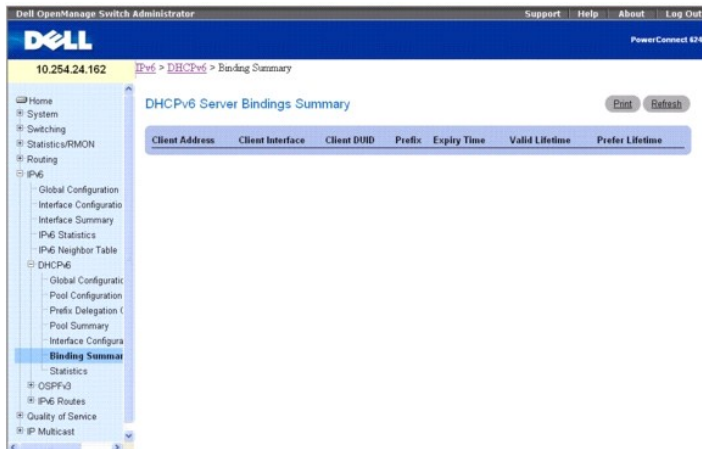 Dell OpenManage Switch Administrator Support Help About Log Out
DELL
PowerConnect 624
10.254.24.162
IPv6 > DHCPv6 > Binding Summary
Home
System
Switching
Statistics/RMON
Routing
IPv6
Global Configuration
Interface Configuratio
Interface Summary
IPv6 Statistics
IPv6 Neighbor Table
DHCPv6
Global Configuratic
Pool Configuration
Prefix Delegation (
Pool Summary
Interface Configura
Binding Summar
Statistics
OSPFv3
IPv6 Routes
Quality of Service
IP Multicast
DHCPv6 Server Bindings Summary
Print Refresh
Client Address Client Interface Client DUID Prefix Expiry Time Valid Lifetime Prefer Lifetime